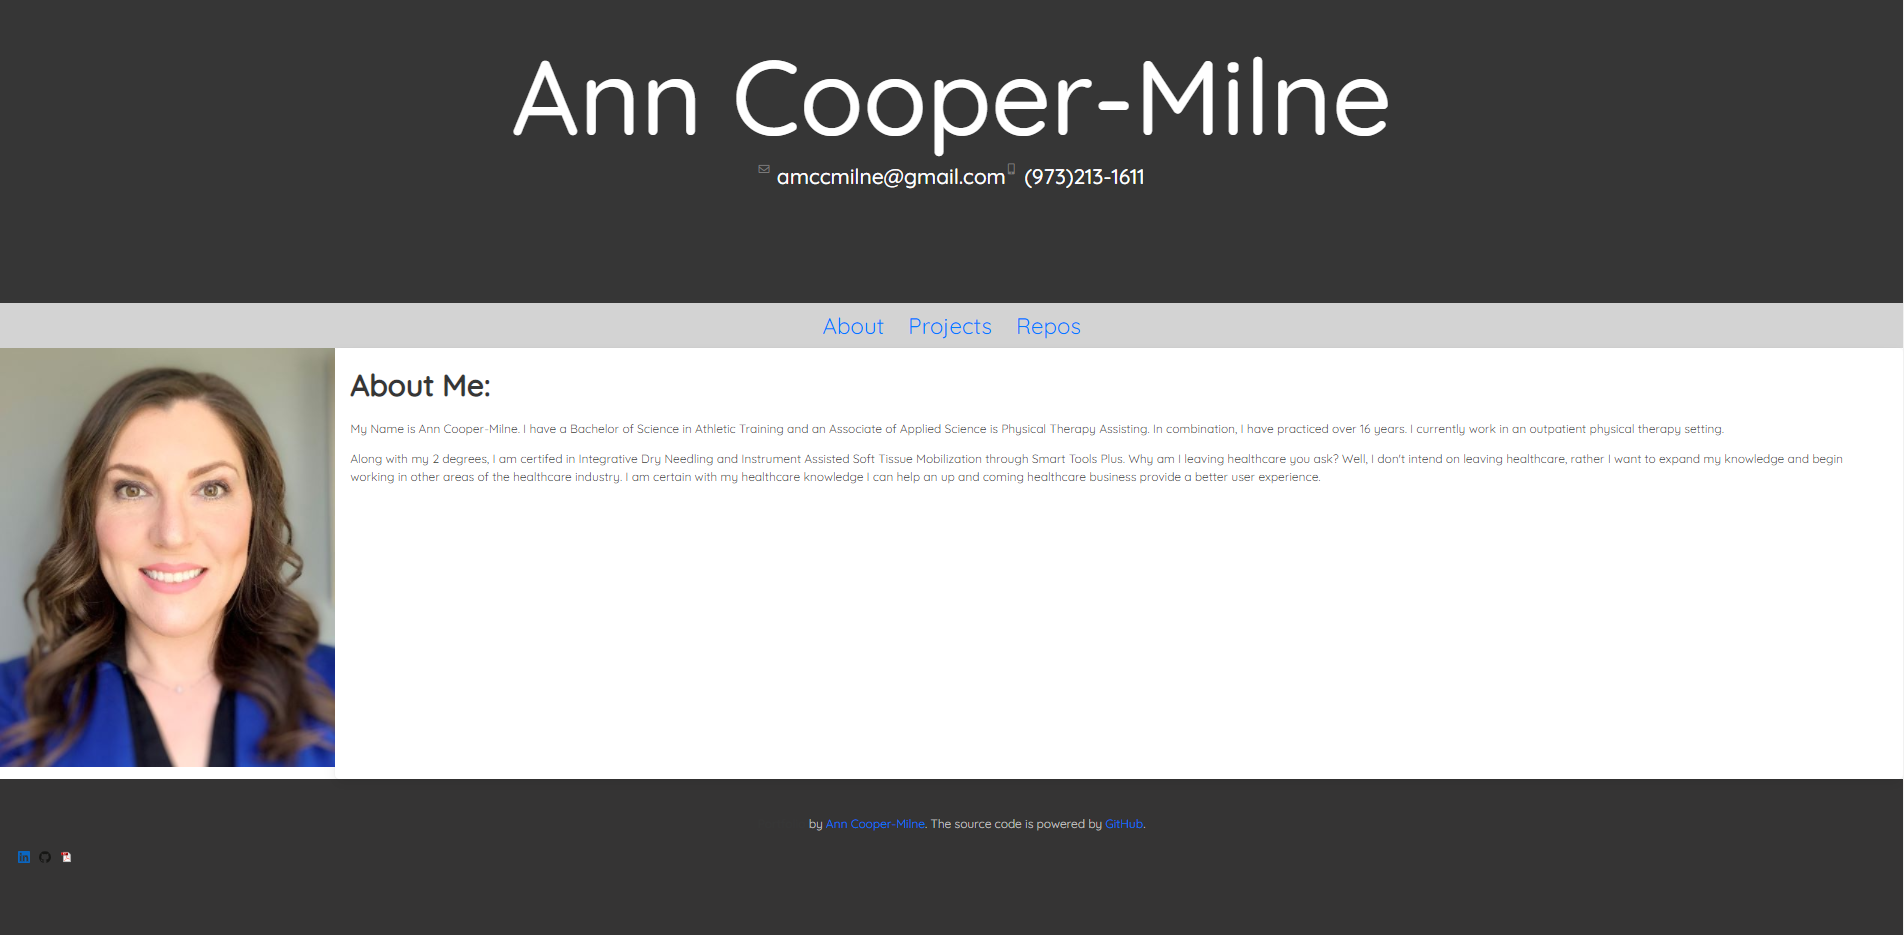 Ann Cooper-Milne
amccmilne@gmail.com (973)213-1611
About Projects Repos
About Me:
My Name is Ann Cooper-Milne. I have a Bachelor of Science in Athletic Training and an Associate of Applied Science is Physical Therapy Assisting. In combination, I have practiced over 16 years. I currently work in an outpatient physical therapy setting.
Along with my 2 degrees, I am certifed in Integrative Dry Needling and Instrument Assisted Soft Tissue Mobilization through Smart Tools Plus. Why am I leaving healthcare you ask? Well, I don't intend on leaving healthcare, rather I want to expand my knowledge and begin
working in other areas of the healthcare industry. I am certain with my healthcare knowledge I can help an up and coming healthcare business provide a better user experience.
by Ann Cooper-Milne. The source code is powered by GitHub.
in